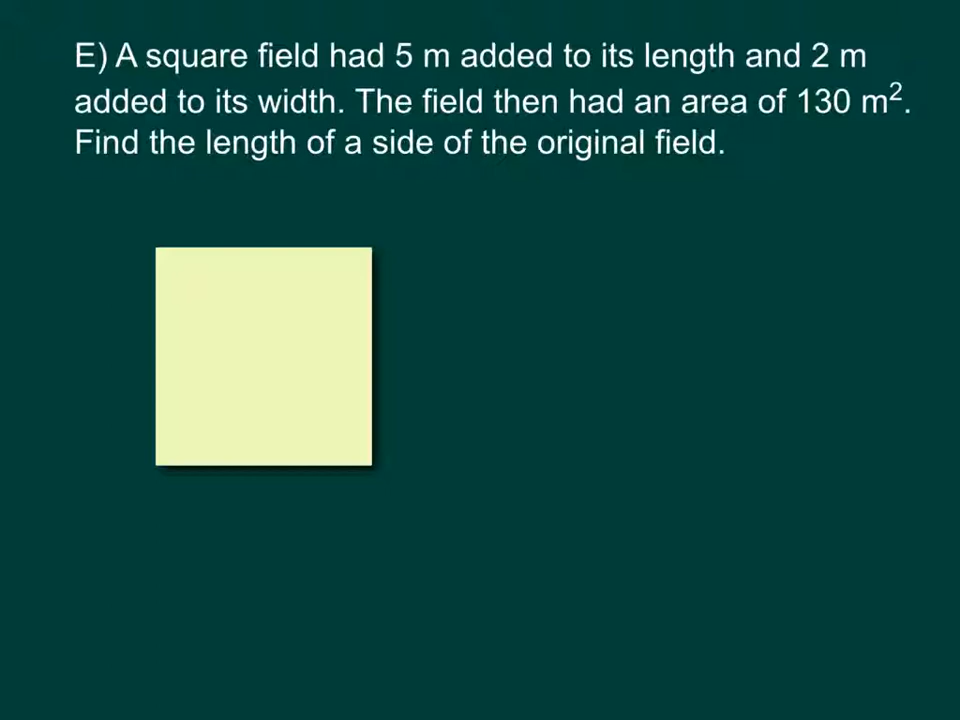 E) A square field had 5 m added to its length and 2 m
added to its width. The field then had an area of 130 m².
Find the length of a side of the original field.